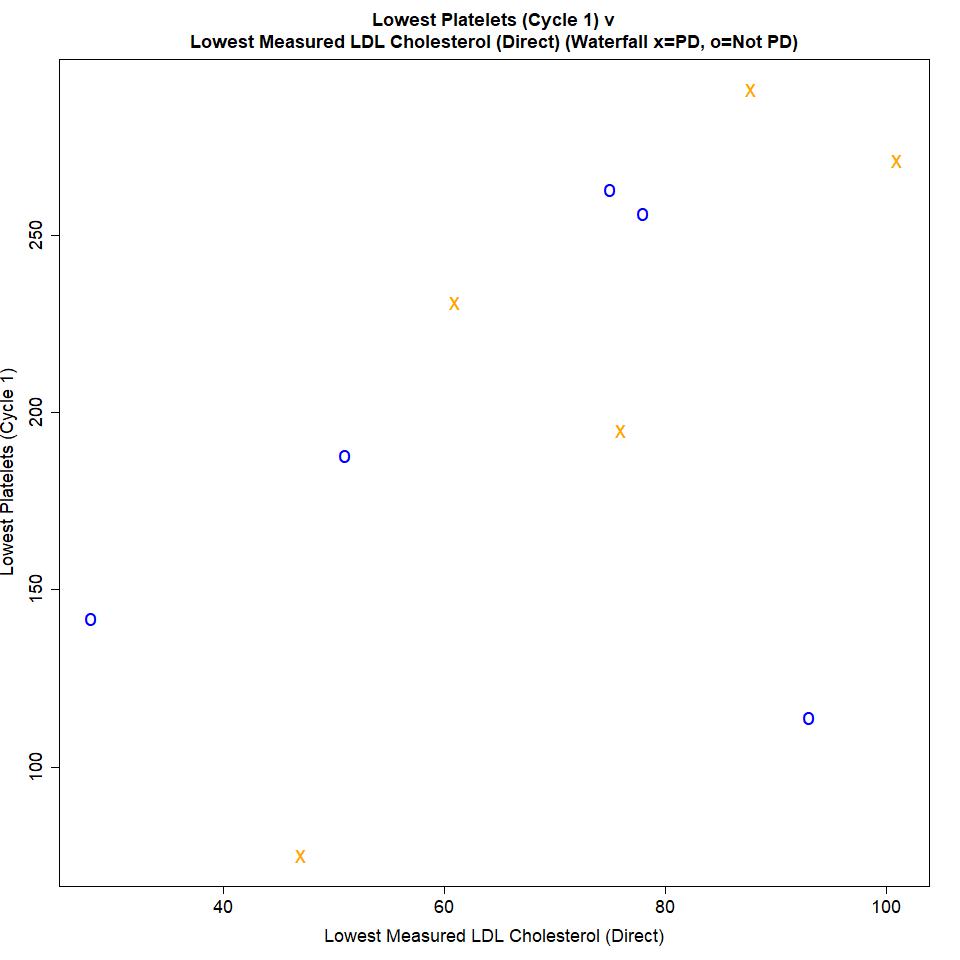 Lowest Platelets (Cycle 1) v
Lowest Measured LDL Cholesterol (Direct) (Waterfall x=PD, o=Not PD)
Lowest Platelets (Cycle 1)
250
200
150
100
X
X
O
O
X
X
O
O
O
X
40 60 80 100
Lowest Measured LDL Cholesterol (Direct)